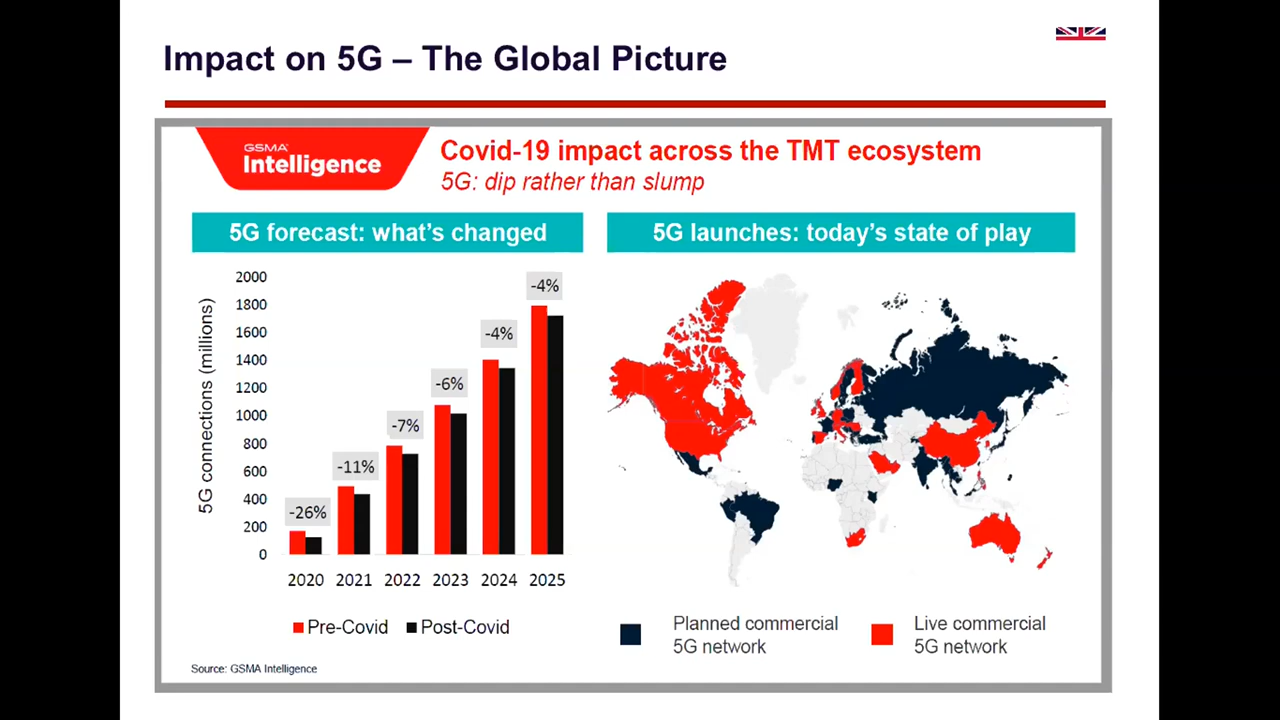 Impact on 5G – The Global Picture
GSMA
Intelligence
Covid-19 impact across the TMT ecosystem
5G: dip rather than slump
5G forecast: what's changed
5G launches: today's state of play
5G connections (millions)
2000
1800
1600
1400
1200
1000
800
600
400
200
0
-26%
-11%
-7%
-6%
-4%
-4%
2020 2021 2022 2023 2024 2025
Pre-Covid Post-Covid
Planned commercial
5G network
Live commercial
5G network
Source: GSMA Intelligence